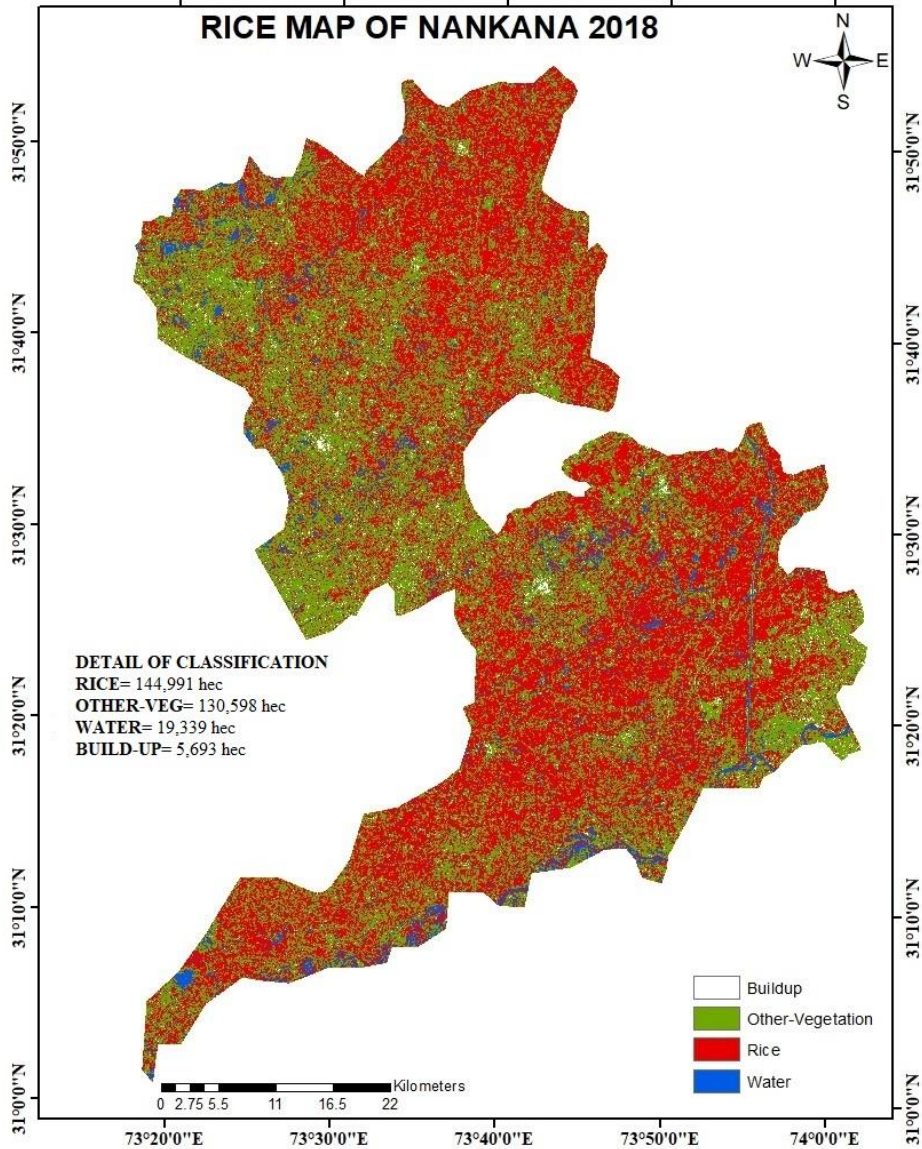 RICE MAP OF NANKANA 2018
N
W E
S
31°50'0"N
31°50'0"N
31°40'0"N
31°40'0"N
31°30'0"N
31°30'0"N
DETAIL OF CLASSIFICATION
RICE= 144,991 hec
OTHER-VEG= 130,598 hec
WATER= 19,339 hec
BUILD-UP= 5,693 hec
31°20'0"N
31°20'0"N
31°10'0"N
31°10'0"N
Buildup
Other-Vegetation
Rice
Water
Kilometers
0 2.75 5.5 11 16.5 22
31°0'0"N
31°0'0"N
73°20'0"E 73°30'0"E 73°40'0"E 73°50'0"E 74°0'0"E